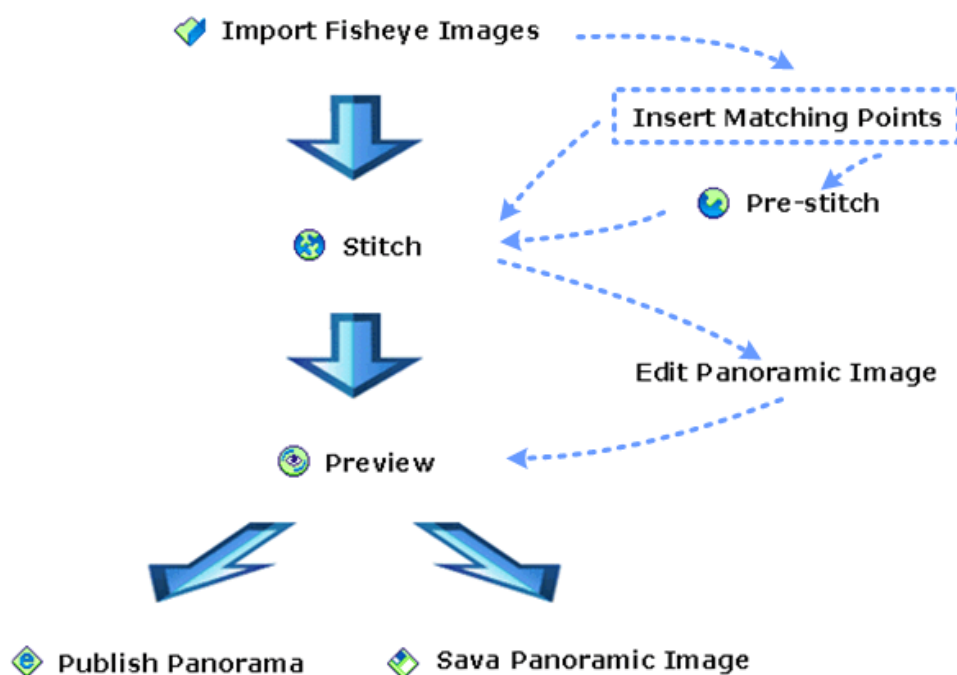 Import Fisheye Images
Insert Matching Points
Pre-stitch
Stitch
Edit Panoramic Image
Preview
Publish Panorama
Sava Panoramic Image